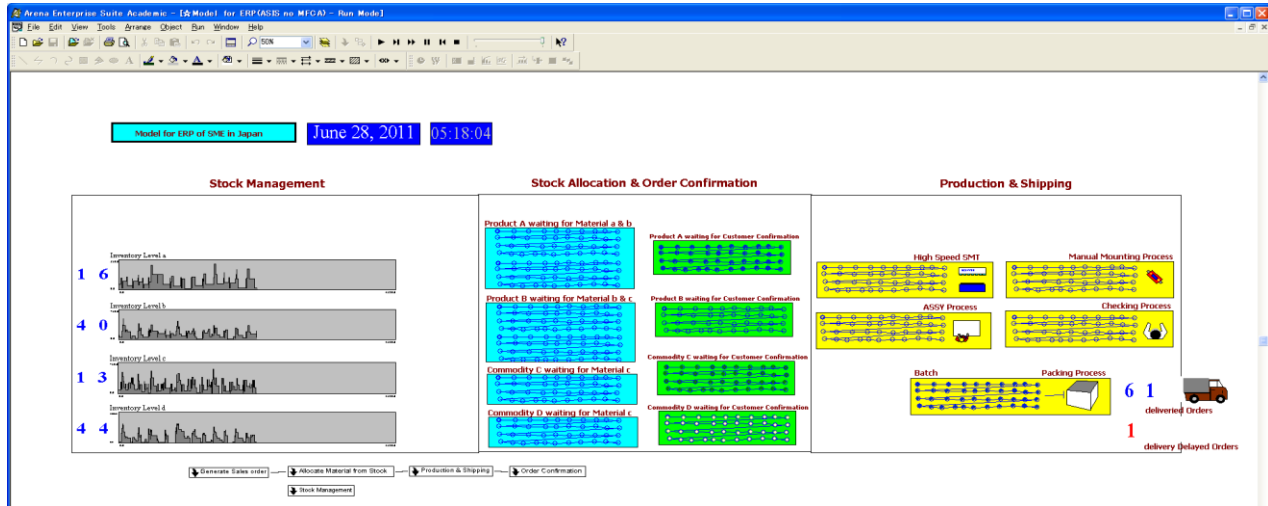 Arena Enterprise Suite Academic - [☆Model for ERP(ASIS no MFCA) - Run Mode]
File Edit View Tools Arrange Object Run Window Help
50%
Model for ERP of SME in Japan
June 28, 2011
05:18:04
Stock Management
Stock Allocation & Order Confirmation
Production & Shipping
Inventory Level a
1 6
Inventory Level b
4 0
Inventory Level c
1 3
Inventory Level d
4 4
Product A waiting for Material a & b
Product A waiting for Customer Confirmation
Product B waiting for Material b & c
Product B waiting for Customer Confirmation
Commodity C waiting for Material c
Commodity C waiting for Customer Confirmation
Commodity D waiting for Material c
Commodity D waiting for Customer Confirmation
High Speed SMT
Manual Mounting Process
ASSY Process
Checking Process
Batch
Packing Process
6 1
deliveried Orders
1
delivery Delayed Orders
Generate Sales order
Allocate Material from Stock
Production & Shipping
Order Confirmation
Stock Management